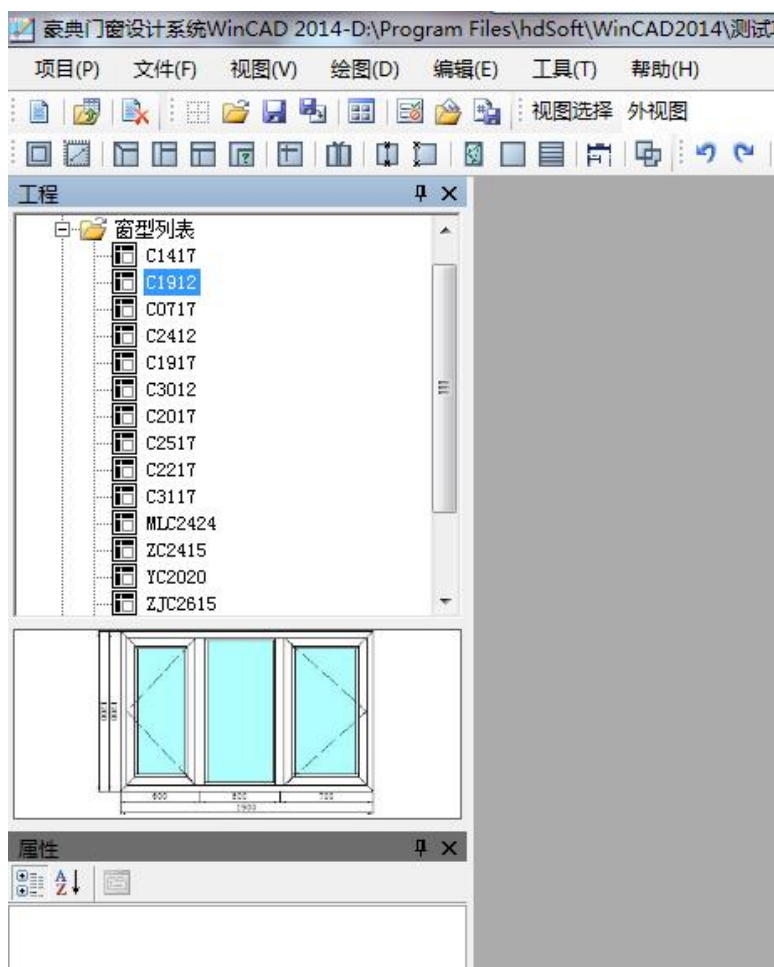 豪典门窗设计系统WinCAD 2014-D:\Program Files\hdSoft\WinCAD2014\测试
项目(P) 文件(F) 视图(V) 绘图(D) 编辑(E) 工具(T) 帮助(H)
视图选择 外视图
工程
窗型列表
C1417
C1912
C0717
C2412
C1917
C3012
C2017
C2517
C2217
C3117
MLC2424
ZC2415
YC2020
ZJC2615
1900
属性